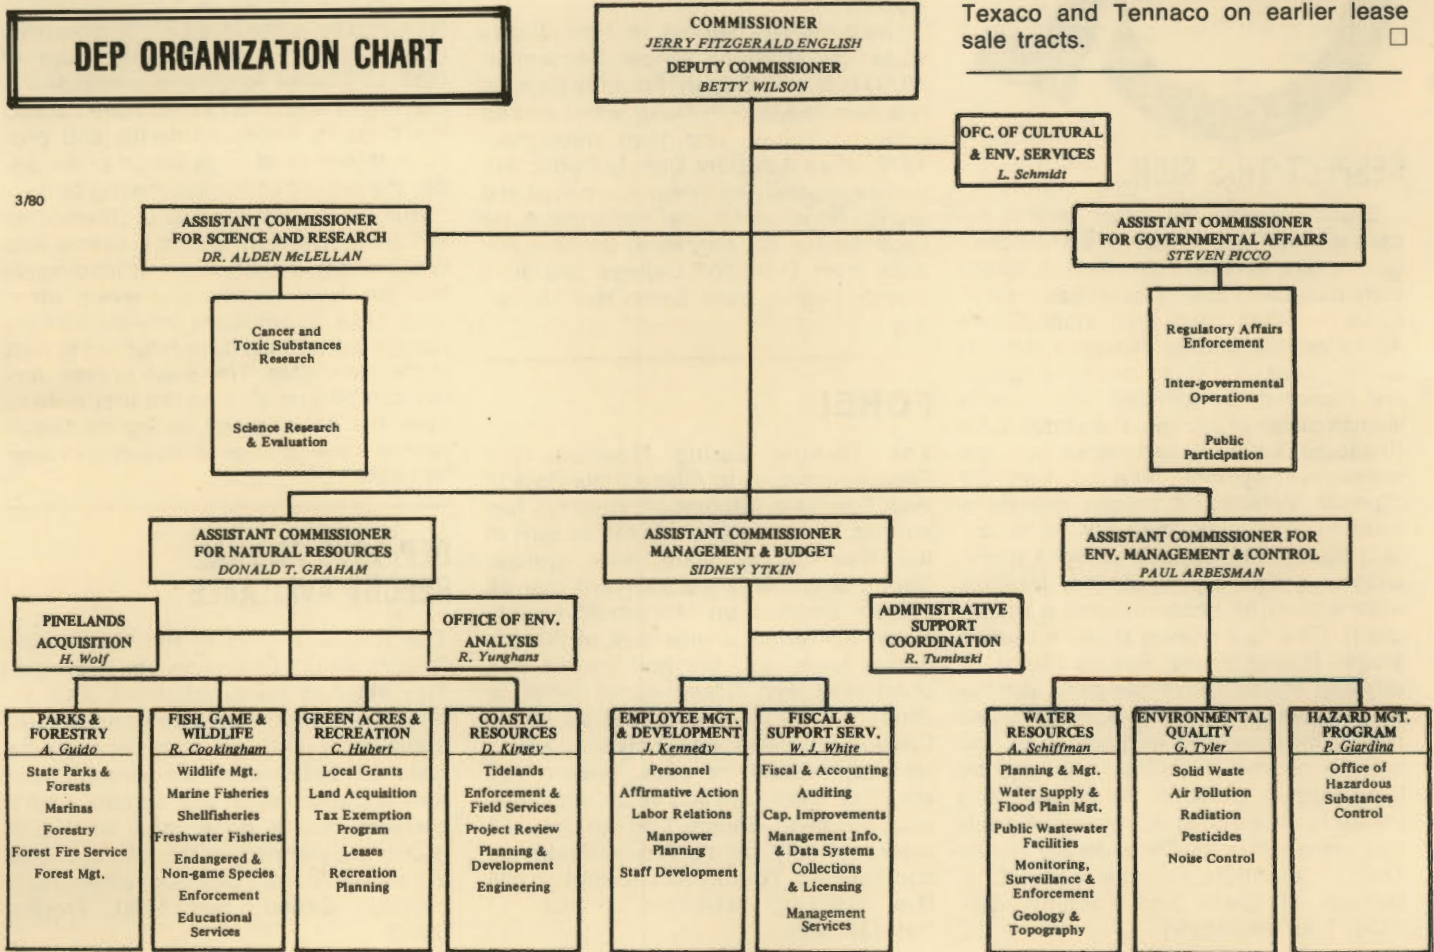 DEP ORGANIZATION CHART
COMMISSIONER
JERRY FITZGERALD ENGLISH
DEPUTY COMMISSIONER
BETTY WILSON
Texaco and Tennaco on earlier lease
sale tracts. □
OFC. OF CULTURAL
& ENV. SERVICES
L. Schmidt
3/80
ASSISTANT COMMISSIONER
FOR SCIENCE AND RESEARCH
DR. ALDEN McLELLAN
Cancer and
Toxic Substances
Research
Science Research
& Evaluation
ASSISTANT COMMISSIONER
FOR GOVERNMENTAL AFFAIRS
STEVEN PICCO
Regulatory Affairs
Enforcement
Inter-governmental
Operations
Public
Participation
ASSISTANT COMMISSIONER
FOR NATURAL RESOURCES
DONALD T. GRAHAM
PINELANDS
ACQUISITION
H. Wolf
OFFICE OF ENV.
ANALYSIS
R. Yunghans
ASSISTANT COMMISSIONER
MANAGEMENT & BUDGET
SIDNEY YTKIN
ADMINISTRATIVE
SUPPORT
COORDINATION
R. Tuminski
ASSISTANT COMMISSIONER FOR
ENV. MANAGEMENT & CONTROL
PAUL ARBESMAN
PARKS &
FORESTRY
A. Guido
State Parks &
Forests
Marinas
Forestry
Forest Fire Service
Forest Mgt.
FISH, GAME &
WILDLIFE
R. Cookingham
Wildlife Mgt.
Marine Fisheries
Shellfisheries
Freshwater Fisheries
Endangered &
Non-game Species
Enforcement
Educational
Services
GREEN ACRES &
RECREATION
C. Hubert
Local Grants
Land Acquisition
Tax Exemption
Program
Leases
Recreation
Planning
COASTAL
RESOURCES
D. Kinsey
Tidelands
Enforcement &
Field Services
Project Review
Planning &
Development
Engineering
EMPLOYEE MGT.
& DEVELOPMENT
J. Kennedy
Personnel
Affirmative Action
Labor Relations
Manpower
Planning
Staff Development
FISCAL &
SUPPORT SERV.
W. J. White
Fiscal & Accounting
Auditing
Cap. Improvements
Management Info.
& Data Systems
Collections
& Licensing
Management
Services
WATER
RESOURCES
A. Schiffman
Planning & Mgt.
Water Supply &
Flood Plain Mgt.
Public Wastewater
Facilities
Monitoring,
Surveillance &
Enforcement
Geology &
Topography
ENVIRONMENTAL
QUALITY
G. Tyler
Solid Waste
Air Pollution
Radiation
Pesticides
Noise Control
HAZARD MGT.
PROGRAM
P. Giardina
Office of
Hazardous
Substances
Control